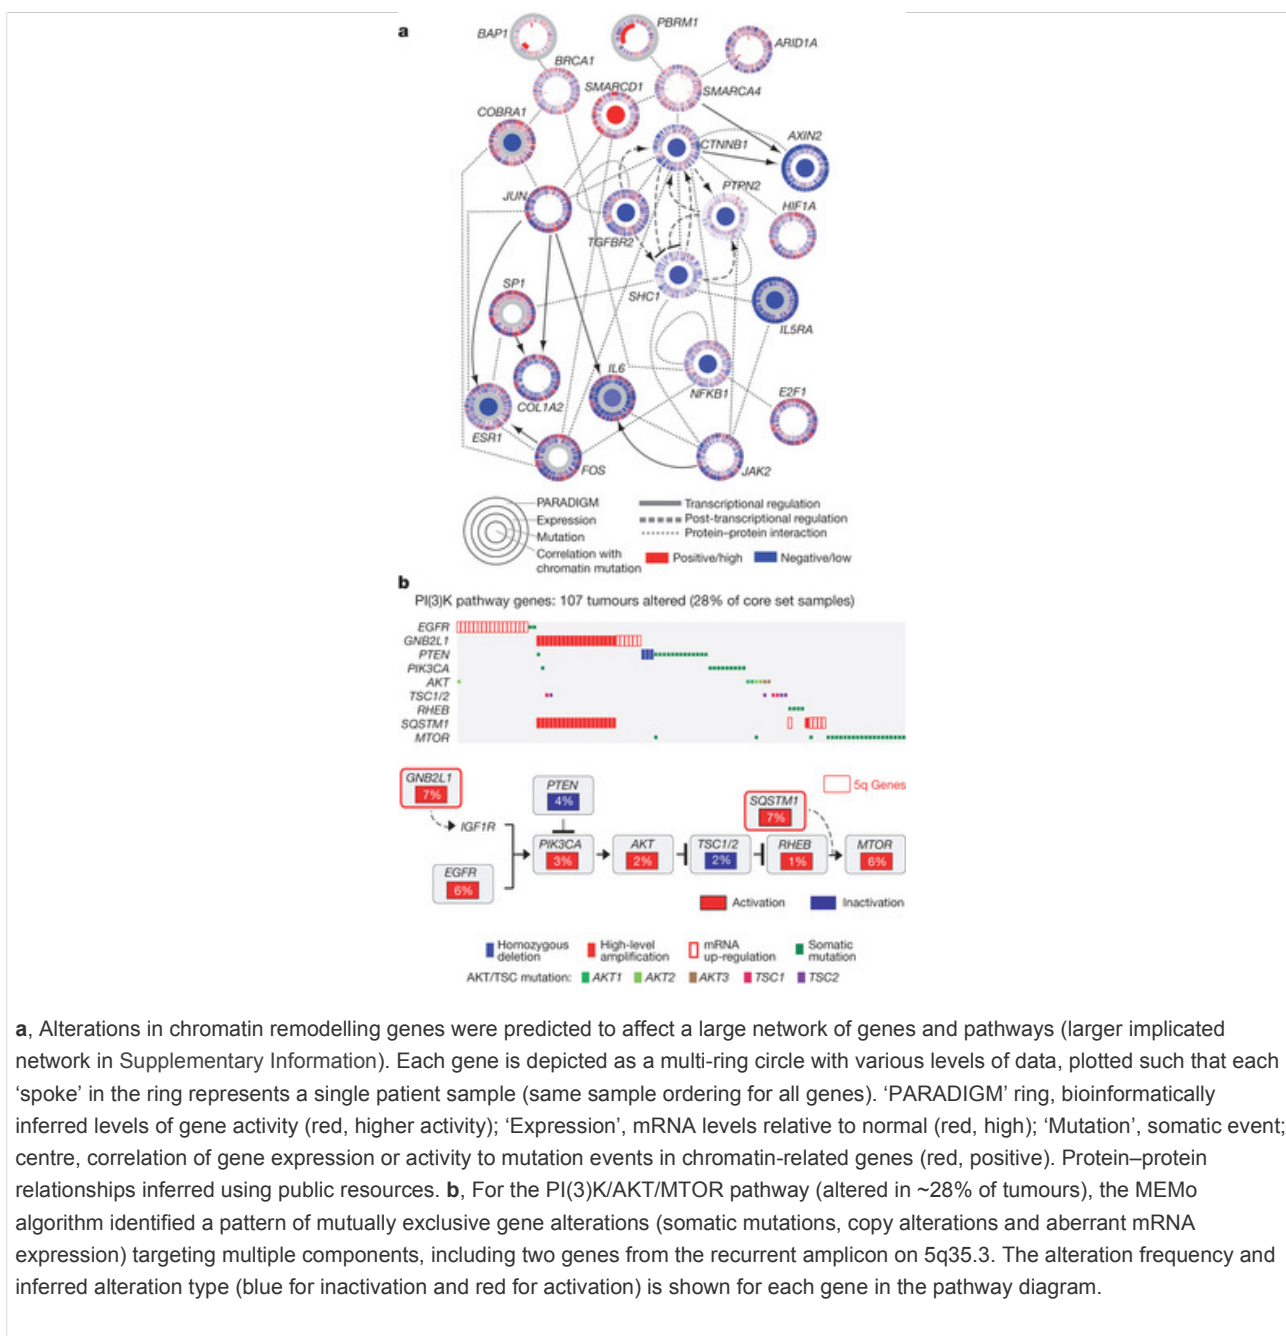 a
BAP1
PBRM1
ARID1A
BRCA1
SMARCD1
SMARCA4
COBRA1
CTNNB1
AXIN2
JUN
PTPN2
HIF1A
TGFBR2
SP1
SHC1
IL5RA
IL6
NFKB1
COL1A2
E2F1
ESR1
FOS
JAK2
PARADIGM
Expression
Mutation
Correlation with
chromatin mutation
Transcriptional regulation
Post-transcriptional regulation
Protein–protein interaction
Positive/high
Negative/low
b
PI(3)K pathway genes: 107 tumours altered (28% of core set samples)
EGFR
GNB2L1
PTEN
PIK3CA
AKT
TSC1/2
RHEB
SQSTM1
MTOR
GNB2L1
7%
PTEN
4%
5q Genes
SQSTM1
7%
IGF1R
PIK3CA
3%
AKT
2%
TSC1/2
2%
RHEB
1%
MTOR
6%
EGFR
6%
Activation
Inactivation
Homozygous
deletion
High-level
amplification
mRNA
up-regulation
Somatic
mutation
AKT/TSC mutation: AKT1 AKT2 AKT3 TSC1 TSC2
a, Alterations in chromatin remodelling genes were predicted to affect a large network of genes and pathways (larger implicated
network in Supplementary Information). Each gene is depicted as a multi-ring circle with various levels of data, plotted such that each
‘spoke’ in the ring represents a single patient sample (same sample ordering for all genes). ‘PARADIGM’ ring, bioinformatically
inferred levels of gene activity (red, higher activity); ‘Expression’, mRNA levels relative to normal (red, high); ‘Mutation’, somatic event;
centre, correlation of gene expression or activity to mutation events in chromatin-related genes (red, positive). Protein–protein
relationships inferred using public resources. b, For the PI(3)K/AKT/MTOR pathway (altered in ~28% of tumours), the MEMo
algorithm identified a pattern of mutually exclusive gene alterations (somatic mutations, copy alterations and aberrant mRNA
expression) targeting multiple components, including two genes from the recurrent amplicon on 5q35.3. The alteration frequency and
inferred alteration type (blue for inactivation and red for activation) is shown for each gene in the pathway diagram.